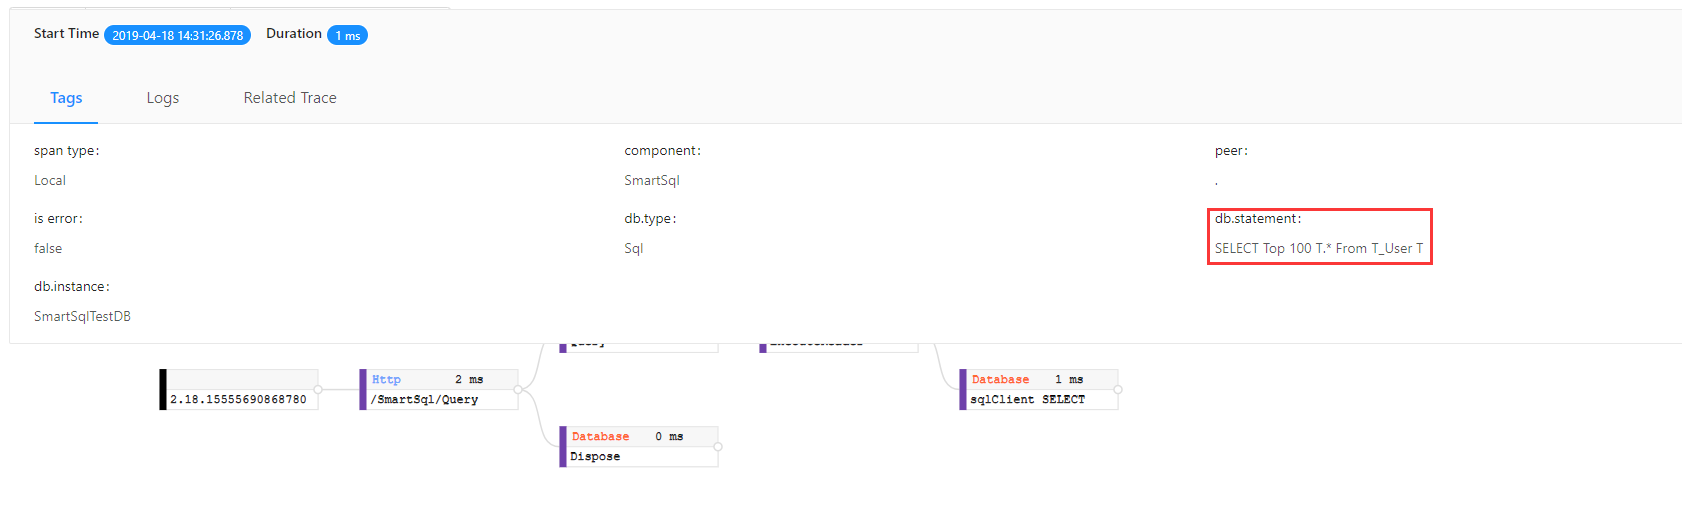 Start Time 2019-04-18 14:31:26.878 Duration 1 ms
Tags Logs Related Trace
span type: component: peer:
Local SmartSql .
is error: db.type: db.statement:
false Sql SELECT Top 100 T.* From T_User T
db.instance:
SmartSqlTestDB
Http 2 ms Database 1 ms
2.18.15555690868780 /SmartSql/Query sqlClient SELECT
Database 0 ms
Dispose